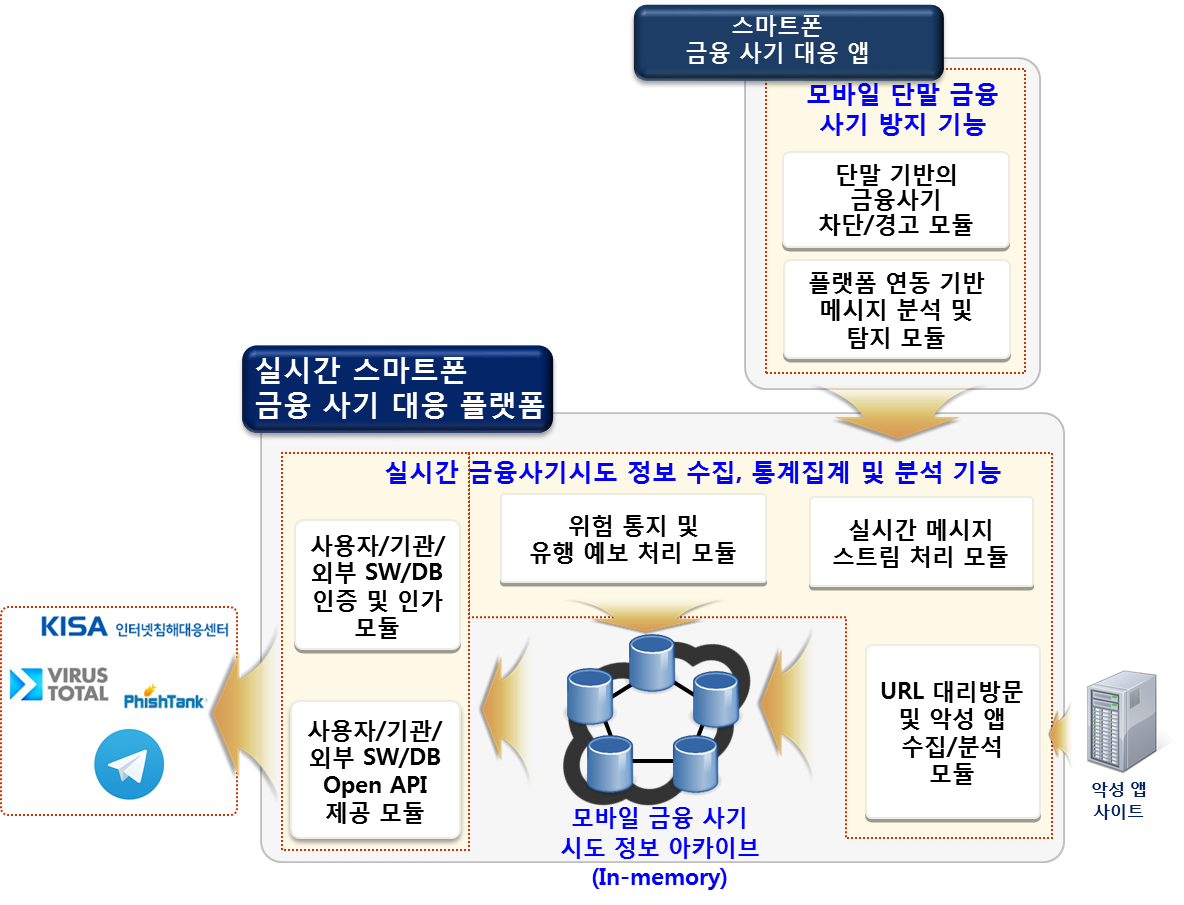 스마트폰
금융 사기 대응 앱
모바일 단말 금융
사기 방지 기능
단말 기반의
금융사기
차단/경고 모듈
플랫폼 연동 기반
메시지 분석 및
탐지 모듈
실시간 스마트폰
금융 사기 대응 플랫폼
실시간 금융사기시도 정보 수집, 통계집계 및 분석 기능
위험 통지 및
유행 예보 처리 모듈
실시간 메시지
스트림 처리 모듈
사용자/기관/
외부 SW/DB
인증 및 인가
모듈
KISA 인터넷침해대응센터
VIRUS
TOTAL
PhishTank
사용자/기관/
외부 SW/DB
Open API
제공 모듈
URL 대리방문
및 악성 앱
수집/분석
모듈
악성 앱
사이트
모바일 금융 사기
시도 정보 아카이브
(In-memory)